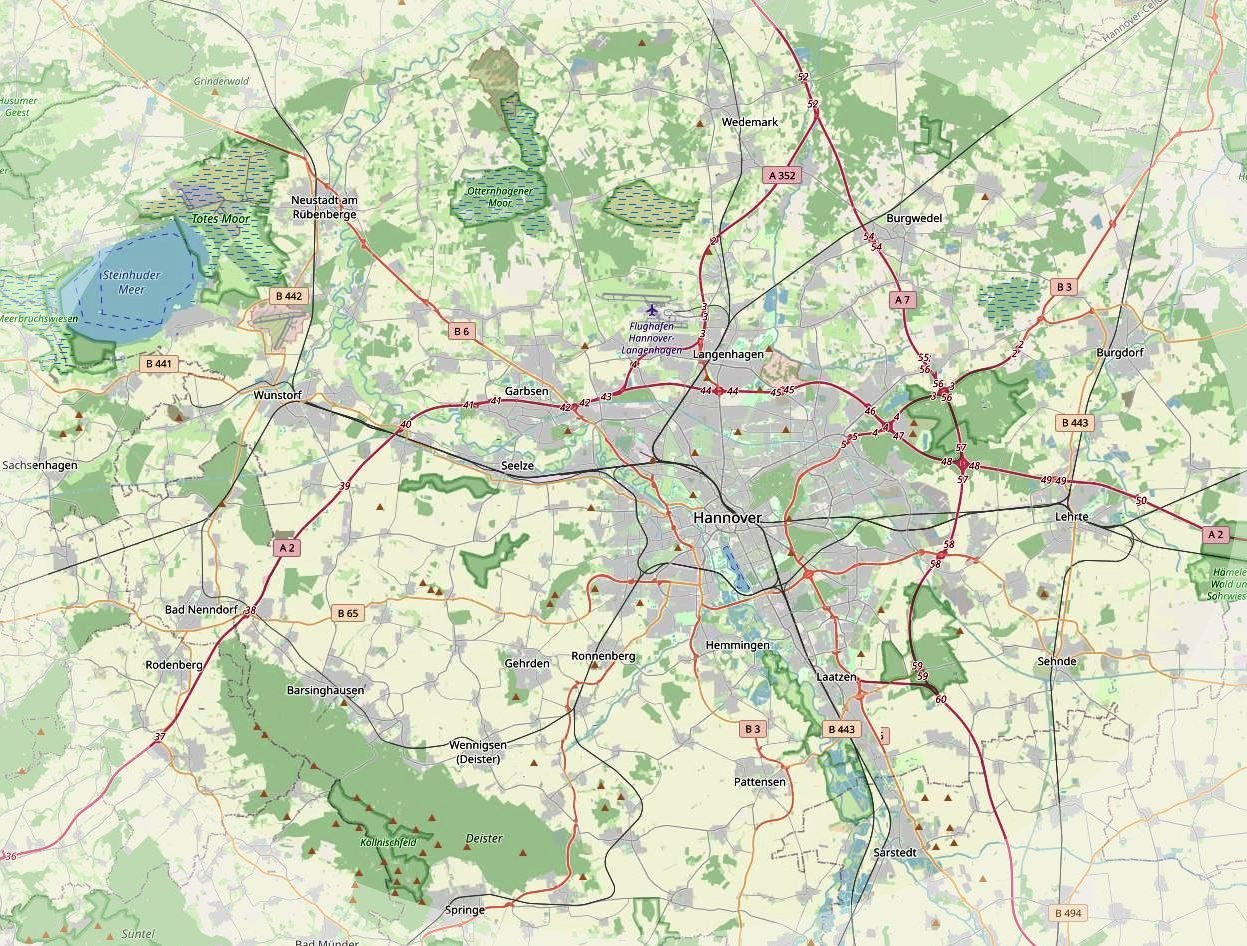 Hannover-Celle
Grinderwald
52
Husumer
Geest
52
Wedemark
A 352
Otternhagener
Moor
Neustadt am
Rübenberge
Totes Moor
Burgwedel
54
54
2
Steinhuder
Meer
B 442
A 7
B 3
Meerbruchswiesen
3
3
3
B 6
Flughafen
Hannover-
Langenhagen
Langenhagen
4
2
2
Burgdorf
55
56
B 441
56
3
3
56
Wunstorf
Garbsen
41
41
42
42
43
44
44
45
45
46
4
4
47
5
5
40
B 443
57
48
48
57
Sachsenhagen
Seelze
39
49
49
50
Hannover
Lehrte
A 2
A 2
58
58
Hämeler
Wald und
Sohrwiesen
Bad Nenndorf
38
B 65
Hemmingen
Rodenberg
Gehrden
Ronnenberg
Sehnde
59
59
60
Laatzen
Barsinghausen
37
B 3
B 443
Wennigsen
(Deister)
Pattensen
36
Köllnischfeld
Deister
Sarstedt
Springe
B 494
Süntel
Bad Münder